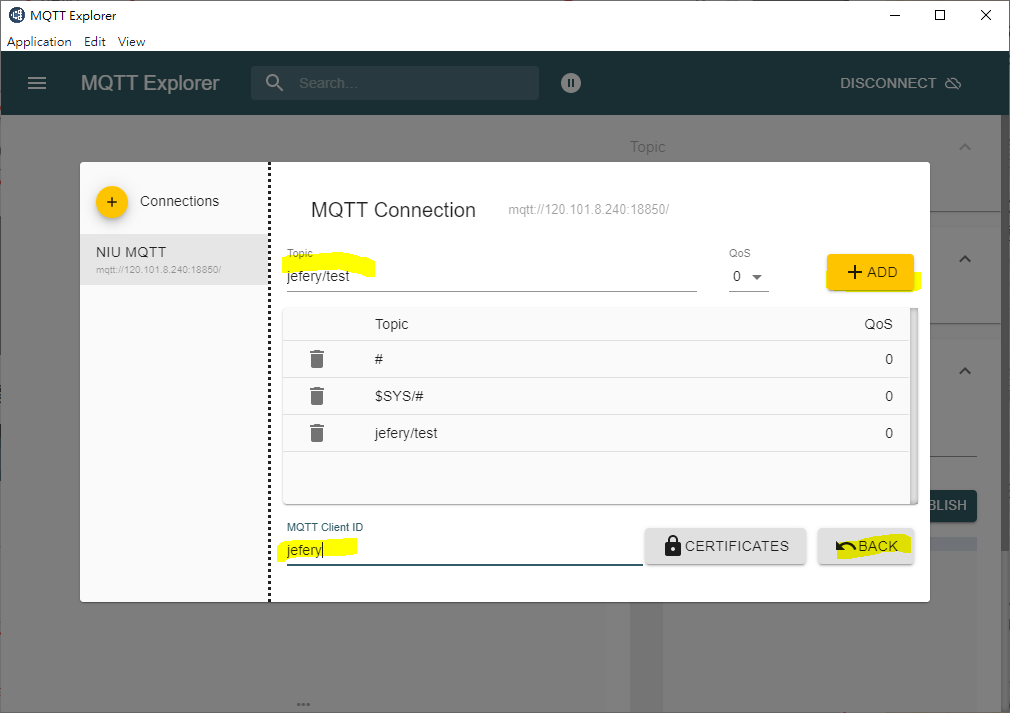 MQTT Explorer
Application Edit View
MQTT Explorer
Search...
DISCONNECT
Topic
Connections
NIU MQTT
mqtt://120.101.8.240:18850/
MQTT Connection
mqtt://120.101.8.240:18850/
Topic
jefery/test
QoS
0
ADD
Topic QoS
# 0
$SYS/# 0
jefery/test 0
MQTT Client ID
jefery
CERTIFICATES
BACK
BLISH